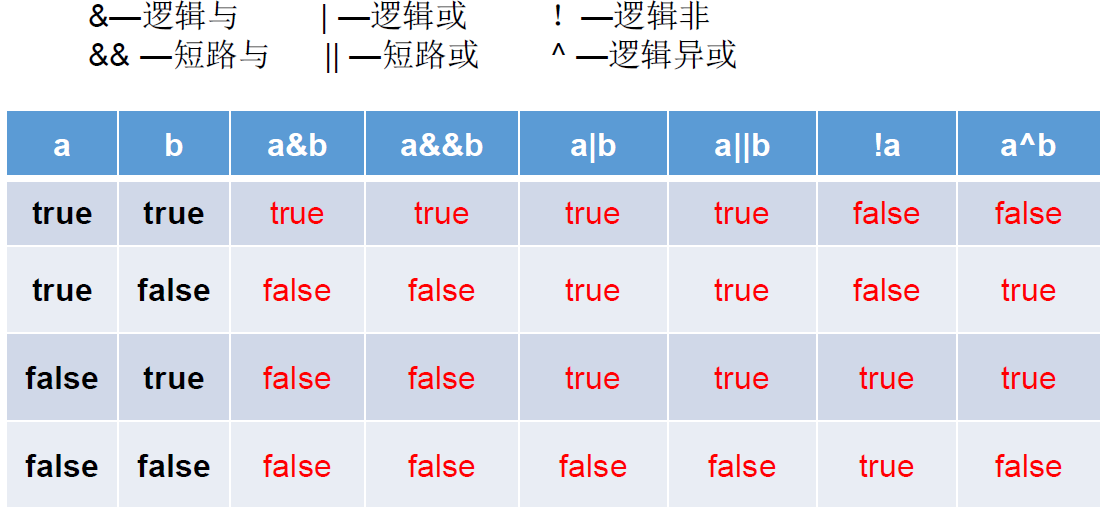 &—逻辑与 | —逻辑或 ！—逻辑非
&& —短路与 || —短路或 ^ —逻辑异或
a b a&b a&&b a|b a||b !a a^b
true true true true true true false false
true false false false true true false true
false true false false true true true true
false false false false false false true false